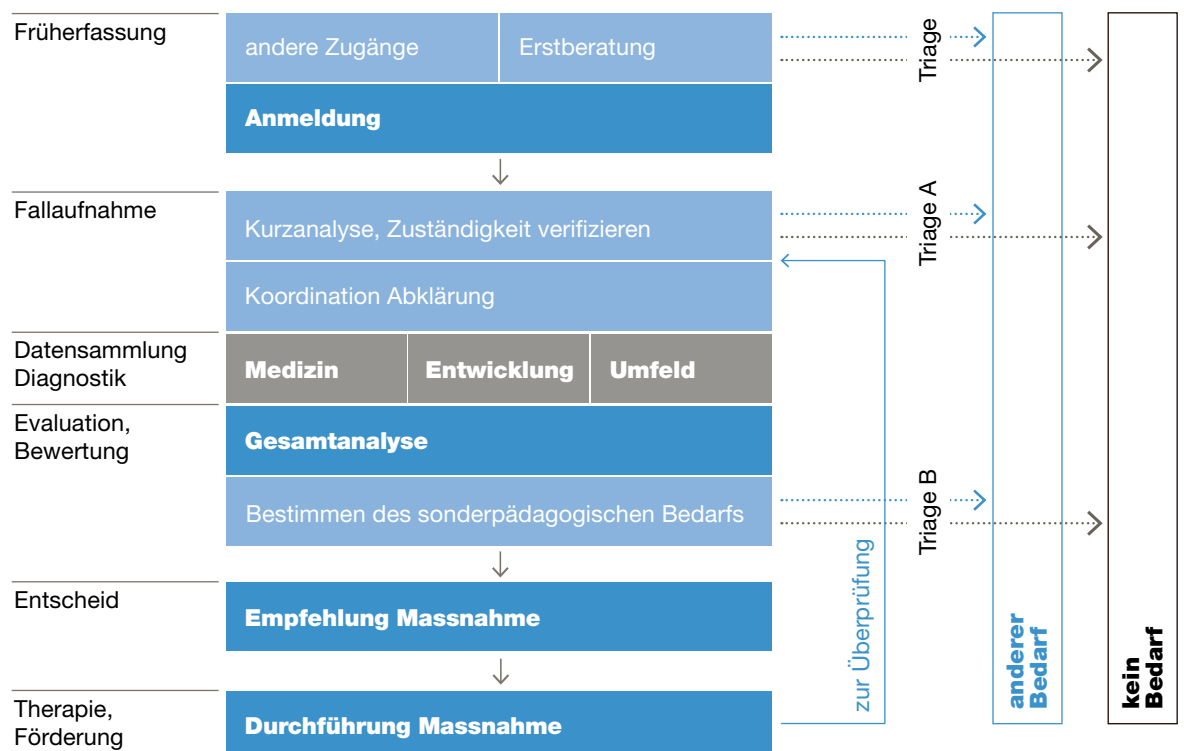 Früherfassung
andere Zugänge
Erstberatung
Triage
Anmeldung
Fallaufnahme
Kurzanalyse, Zuständigkeit verifizieren
Triage A
Koordination Abklärung
Datensammlung
Diagnostik
Medizin
Entwicklung
Umfeld
Evaluation,
Bewertung
Gesamtanalyse
Bestimmen des sonderpädagogischen Bedarfs
Triage B
Entscheid
Empfehlung Massnahme
zur Überprüfung
Therapie,
Förderung
Durchführung Massnahme
anderer
Bedarf
kein
Bedarf